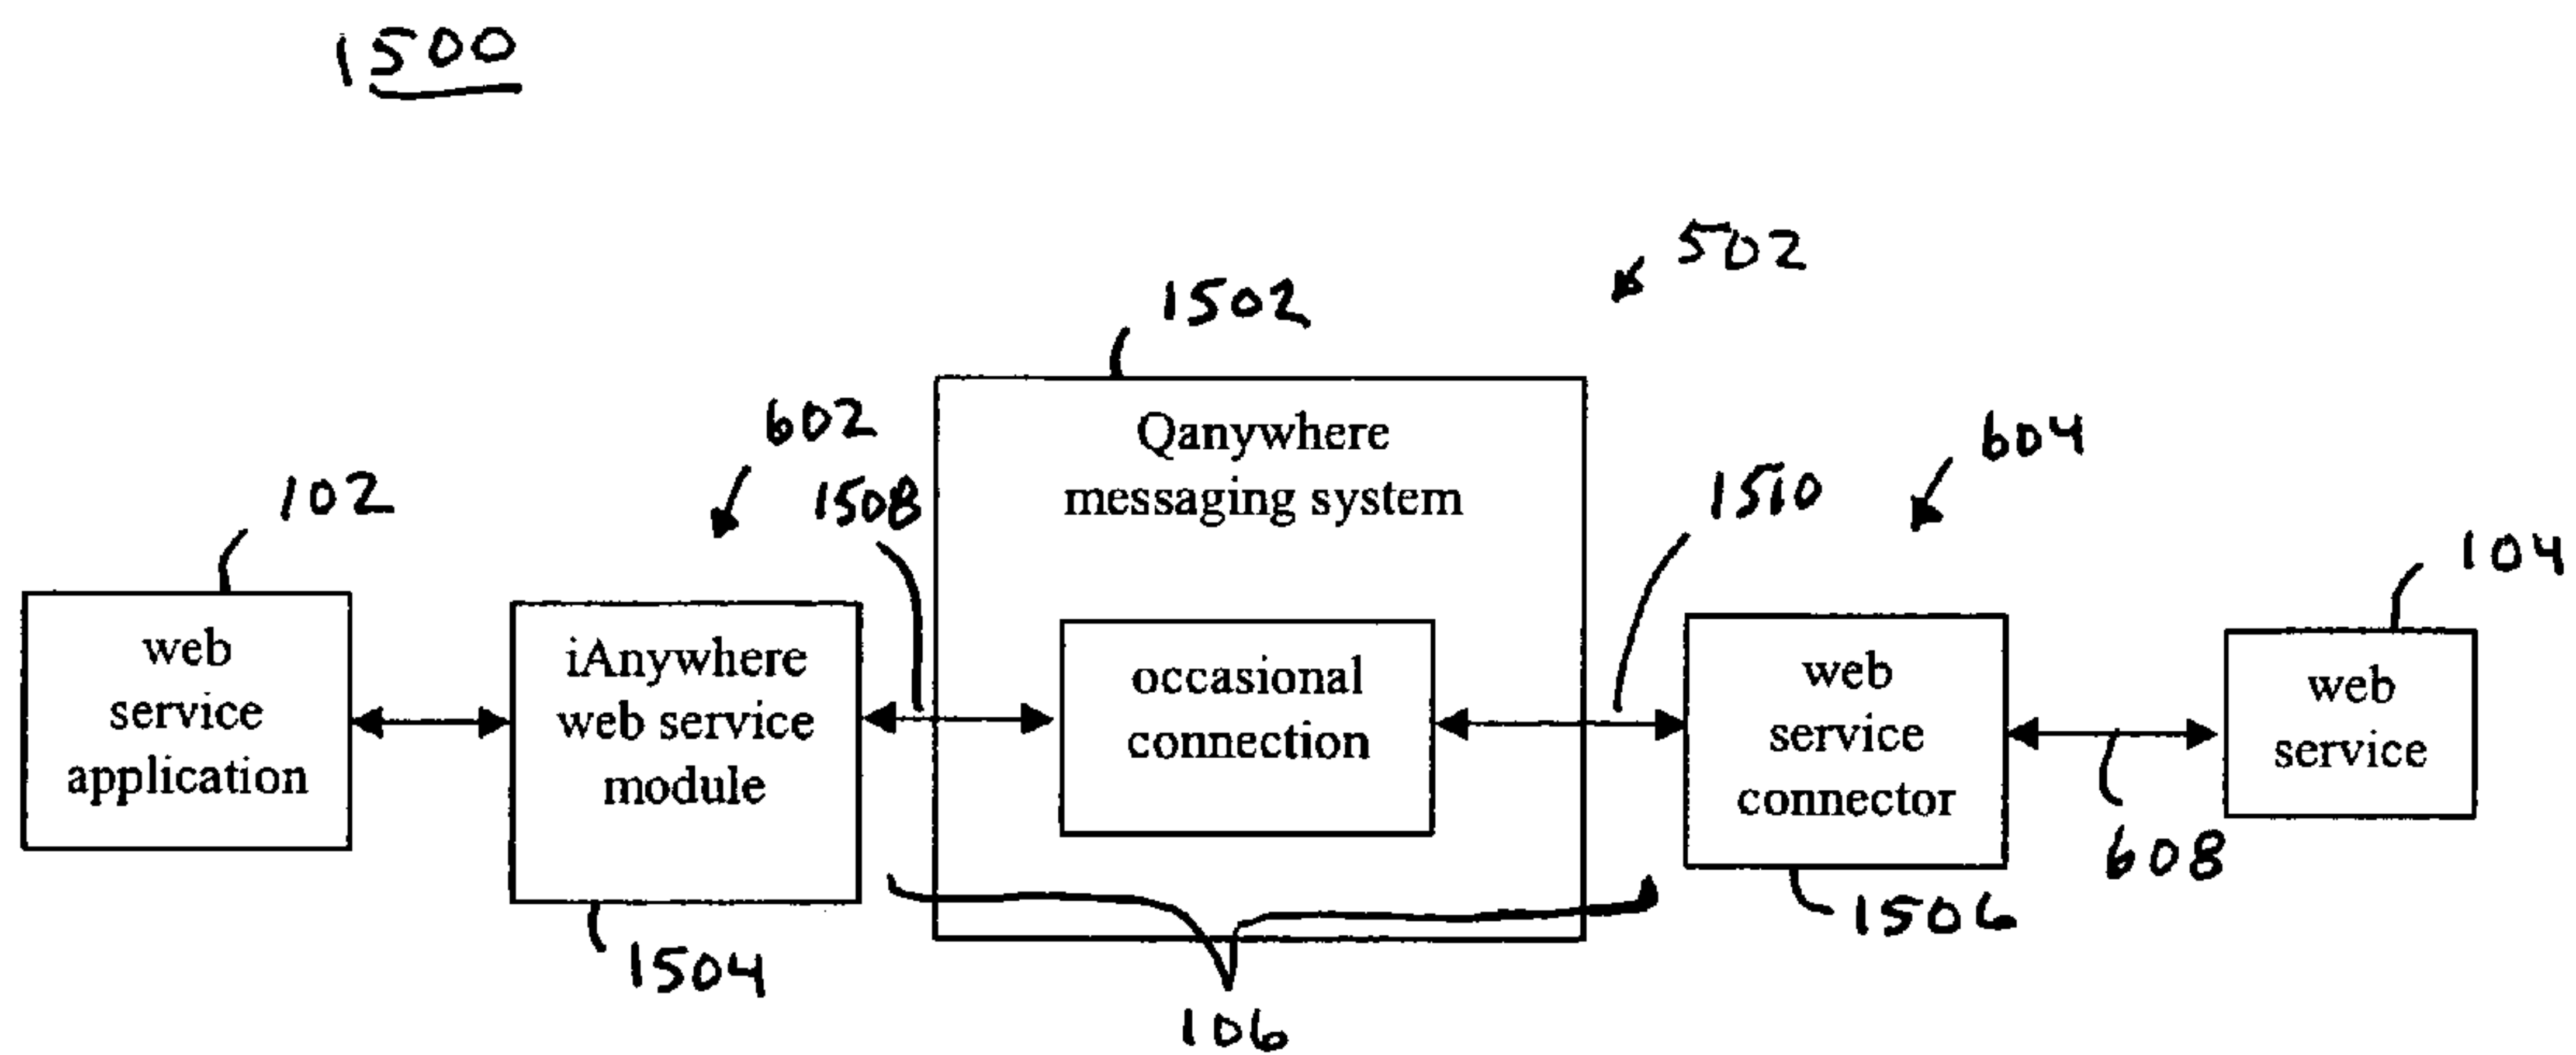 1500
502
1502
Qanywhere
messaging system
602
604
1508
1510
102
104
web
service
application
iAnywhere
web service
module
occasional
connection
web
service
connector
web
service
608
1504
1506
106